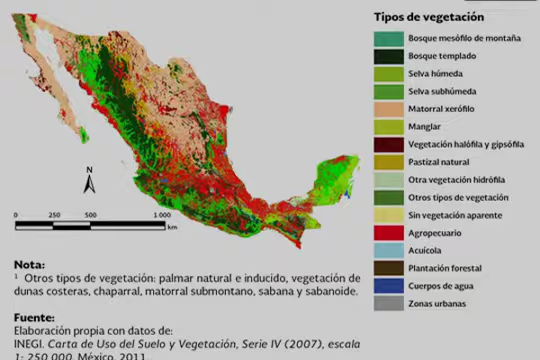 Tipos de vegetación
Bosque mesófilo de montaña
Bosque templado
Selva húmeda
Selva subhúmeda
Matorral xerófilo
Manglar
Vegetación halófila y gipsófila
Pastizal natural
Otra vegetación hidrófila
Otros tipos de vegetación
Sin vegetación aparente
Agropecuario
Acuícola
Plantación forestal
Cuerpos de agua
Zonas urbanas
N
0 250 500 1 000
km
Nota:
1 Otros tipos de vegetación: palmar natural e inducido, vegetación de
dunas costeras, chaparral, matorral submontano, sabana y sabanoide.
Fuente:
Elaboración propia con datos de:
INEGI. Carta de Uso del Suelo y Vegetación, Serie IV (2007), escala
1: 250 000. México. 2011.